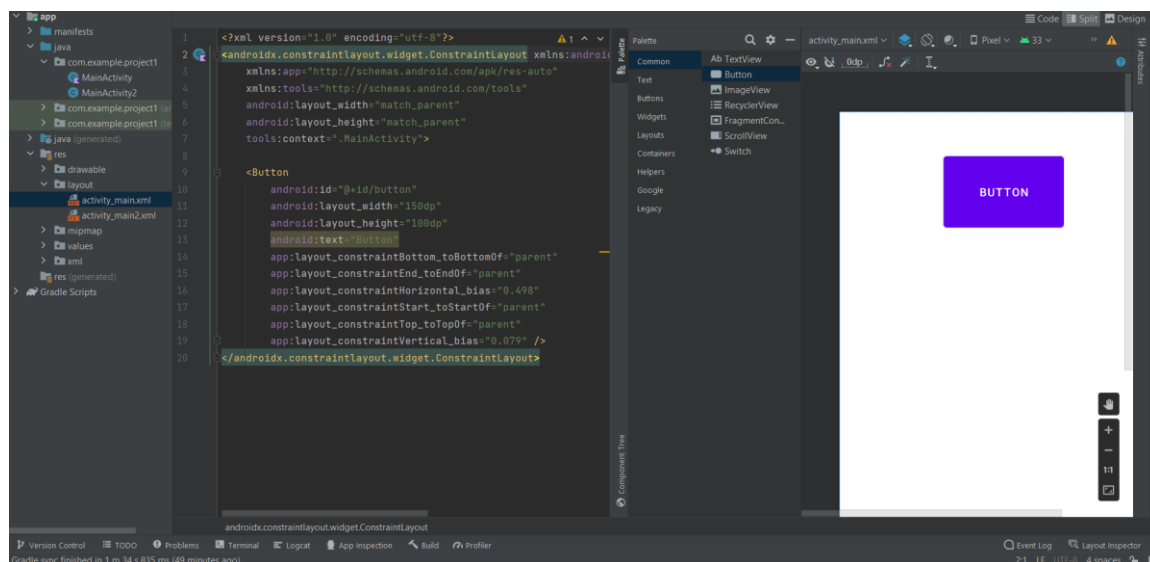 app
Code Split Design
manifests
java
com.example.project1
MainActivity
MainActivity2
com.example.project1
com.example.project1
java (generated)
res
drawable
layout
activity_main.xml
activity_main2.xml
mipmap
values
xml
res (generated)
Gradle Scripts
1 <?xml version="1.0" encoding="utf-8"?>
2 <androidx.constraintlayout.widget.ConstraintLayout xmlns:androi
3 xmlns:app="http://schemas.android.com/apk/res-auto"
4 xmlns:tools="http://schemas.android.com/tools"
5 android:layout_width="match_parent"
6 android:layout_height="match_parent"
7 tools:context=".MainActivity">
8
9 <Button
10 android:id="@+id/button"
11 android:layout_width="150dp"
12 android:layout_height="100dp"
13 android:text="Button"
14 app:layout_constraintBottom_toBottomOf="parent"
15 app:layout_constraintEnd_toEndOf="parent"
16 app:layout_constraintHorizontal_bias="0.498"
17 app:layout_constraintStart_toStartOf="parent"
18 app:layout_constraintTop_toTopOf="parent"
19 app:layout_constraintVertical_bias="0.079" />
20 </androidx.constraintlayout.widget.ConstraintLayout>
1
Palette
Palette
Common
Text
Buttons
Widgets
Layouts
Containers
Helpers
Google
Legacy
Ab TextView
Button
ImageView
RecyclerView
FragmentCon...
ScrollView
Switch
Component Tree
activity_main.xml Pixel 33
0dp
Attributes
BUTTON
1:1
androidx.constraintlayout.widget.ConstraintLayout
Version Control TODO Problems Terminal Logcat App Inspection Build Profiler Event Log Layout Inspector
Gradle sync finished in 1 m 34 s 835 ms (49 minutes ago) 2:1 LF UTF-8 4 spaces